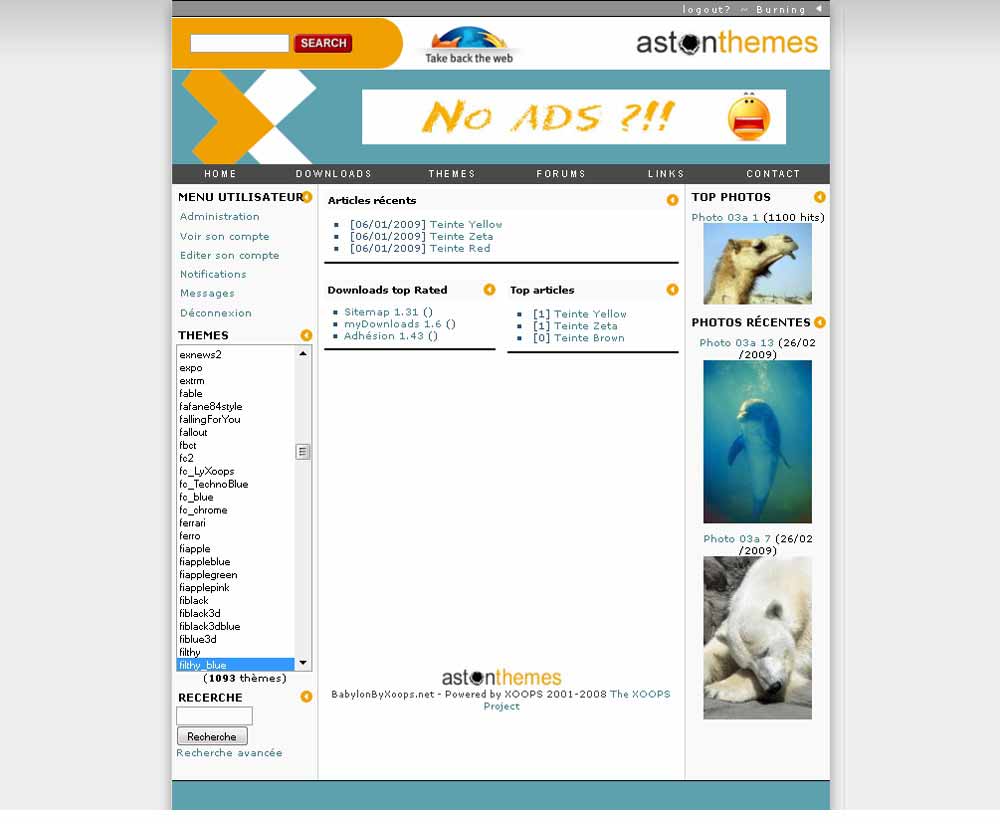 logout? ~ Burning
SEARCH
Take back the web
astonthemes
No ADS ?!!
HOME DOWNLOADS THEMES FORUMS LINKS CONTACT
MENU UTILISATEUR
Administration
Voir son compte
Editer son compte
Notifications
Messages
Déconnexion
THEMES
exnews2
expo
extrm
fable
fafane84style
fallingForYou
fallout
fbct
fc2
fc_LyXoops
fc_TechnoBlue
fc_blue
fc_chrome
ferrari
ferro
fiapple
fiappleblue
fiapplegreen
fiapplepink
fiblack
fiblack3d
fiblack3dblue
fiblue3d
filthy
filthy_blue
(1093 thèmes)
RECERCHE
Recherche
Recherche avancée
Articles récents
[06/01/2009] Teinte Yellow
[06/01/2009] Teinte Zeta
[06/01/2009] Teinte Red
Downloads top Rated
Sitemap 1.31 ()
myDownloads 1.6 ()
Adhésion 1.43 ()
Top articles
[1] Teinte Yellow
[1] Teinte Zeta
[0] Teinte Brown
astonthemes
BabylonByXoops.net - Powered by XOOPS 2001-2008 The XOOPS
Project
TOP PHOTOS
Photo 03a 1 (1100 hits)
PHOTOS RÉCENTES
Photo 03a 13 (26/02
/2009)
Photo 03a 7 (26/02
/2009)